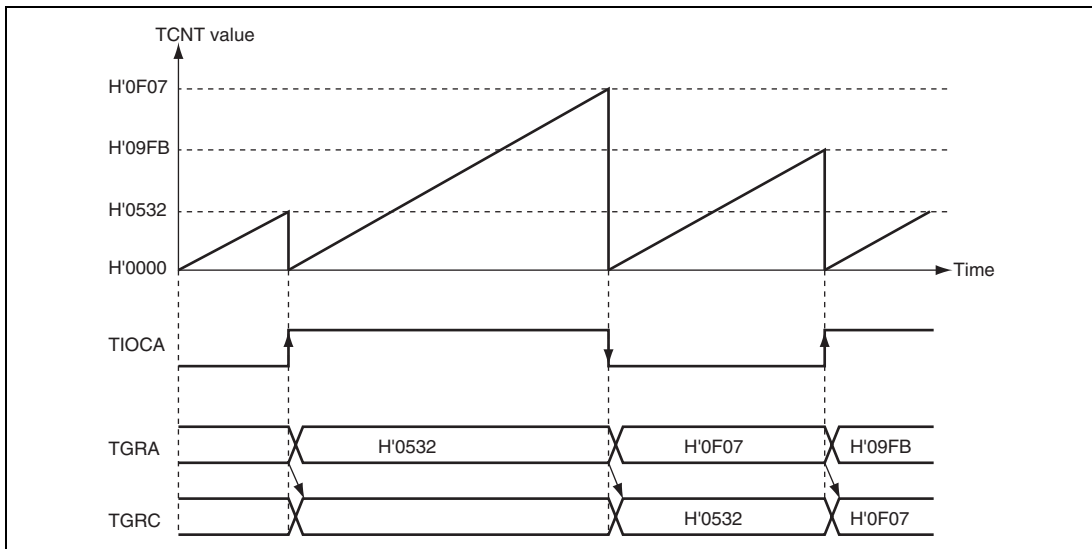 TCNT value
H'0F07
H'09FB
H'0532
H'0000
Time
TIOCA
TGRA
H'0532
H'0F07
H'09FB
TGRC
H'0532
H'0F07